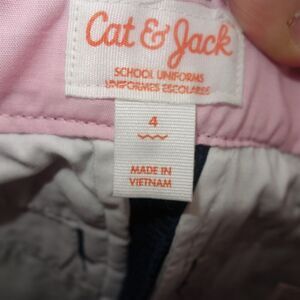 Cat & Jack
SCHOOL UNIFORMS
UNIFORMES ESCOLARES
4
MADE IN
VIETNAM